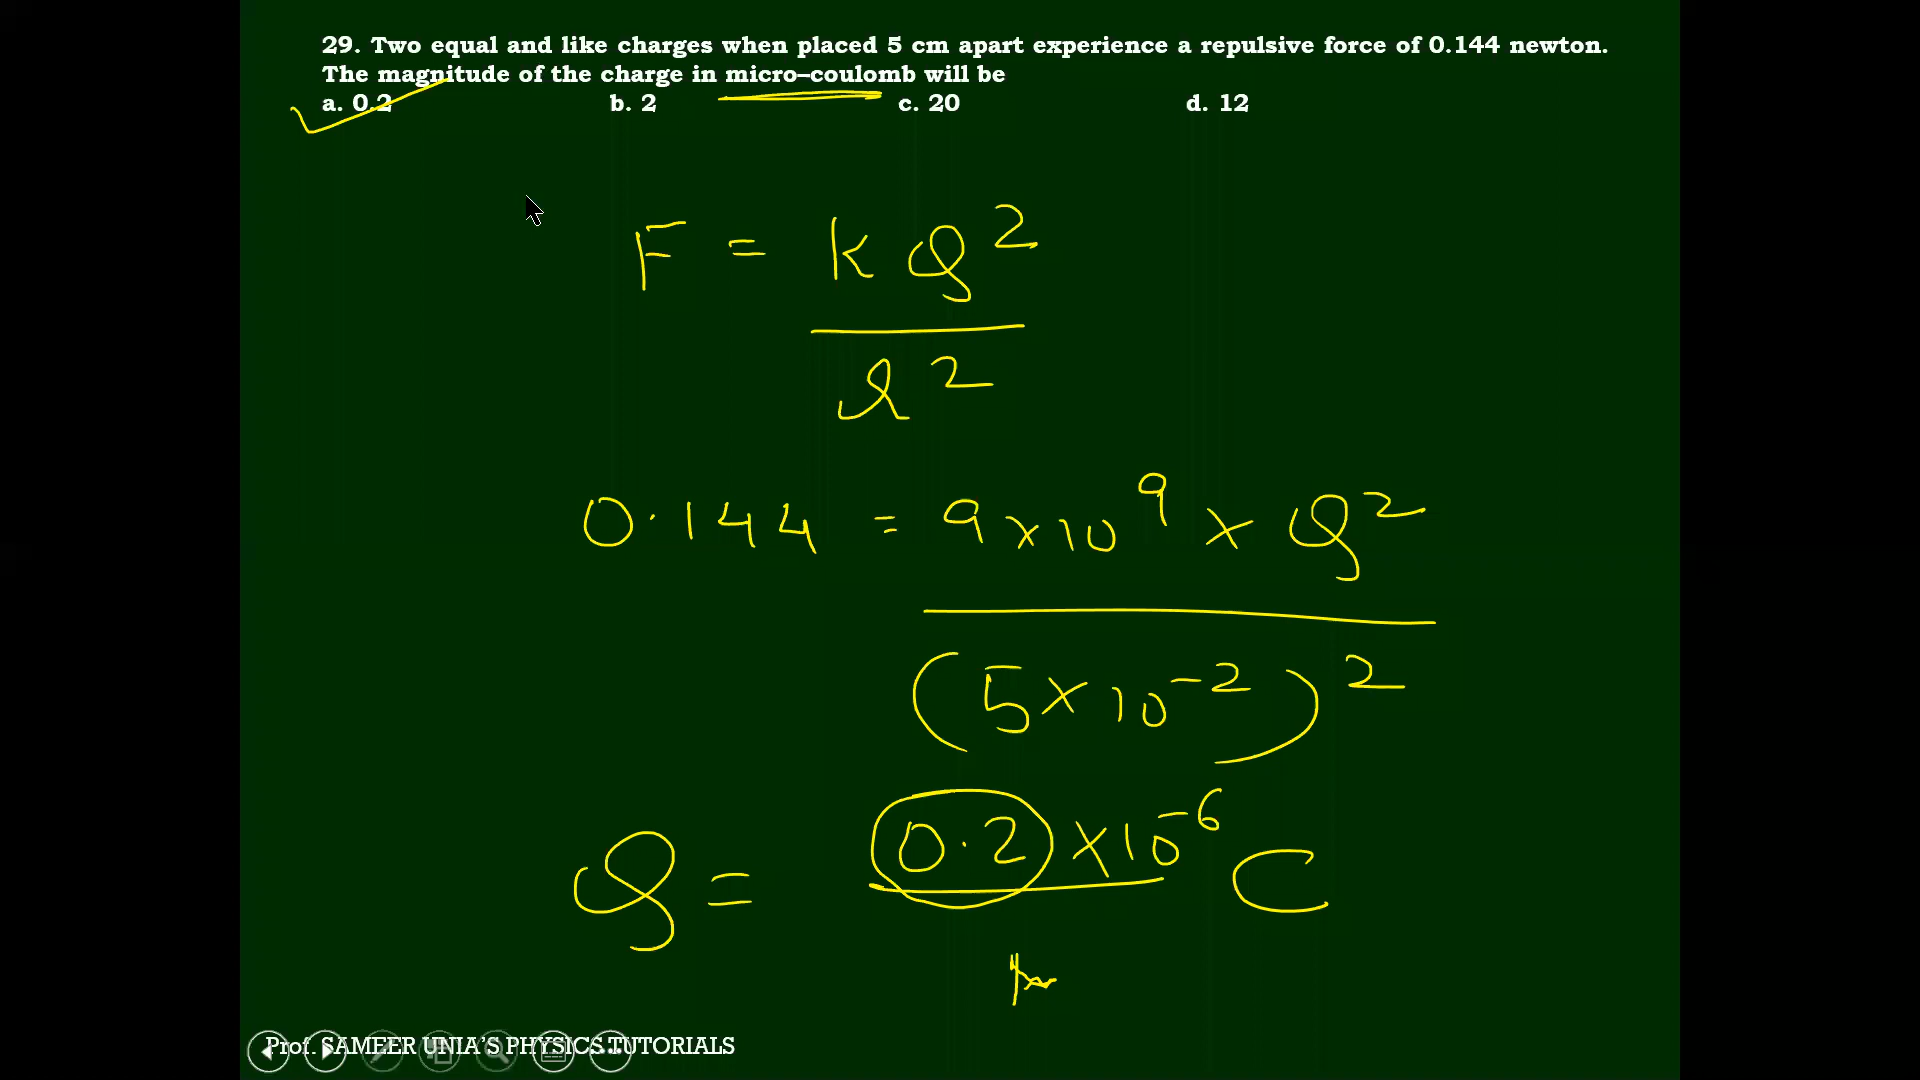 29. Two equal and like charges when placed 5 cm apart experience a repulsive force of 0.144 newton.
The magnitude of the charge in micro–coulomb will be
a. 0.2 b. 2 c. 20 d. 12
F = k q²
r²
0.144 = 9 x 10⁹ x q²
(5 x 10⁻²)²
q = 0.2 x 10⁻⁶ C
μ
Prof. SAMEER UNIA'S PHYSICS TUTORIALS